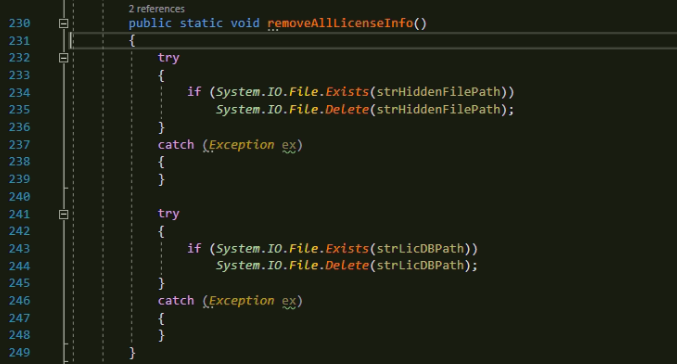 2 references
230 public static void removeAllLicenseInfo()
231 {
232 try
233 {
234 if (System.IO.File.Exists(strHiddenFilePath))
235 System.IO.File.Delete(strHiddenFilePath);
236 }
237 catch (Exception ex)
238 {
239 }
240
241 try
242 {
243 if (System.IO.File.Exists(strLicDBPath))
244 System.IO.File.Delete(strLicDBPath);
245 }
246 catch (Exception ex)
247 {
248 }
249 }